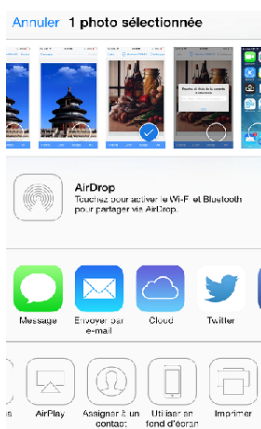 Annuler 1 photo sélectionnée
AirDrop
Touchez pour activer le Wi-Fi et Bluetooth
pour partager via AirDrop.
Message
Envoyer par
e-mail
iCloud
Twitter
AirPlay
Assigner à un
contact
Utiliser en
fond d'écran
Imprimer